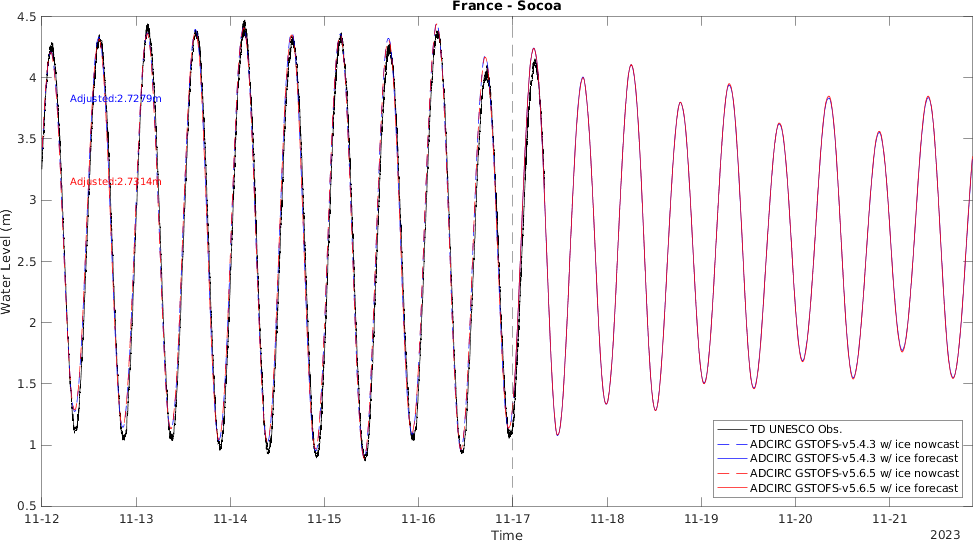 France - Socoa
4.5
4
3.5
3
2.5
2
1.5
1
0.5
Water Level (m)
Adjusted:2.7279m
Adjusted:2.7314m
TD UNESCO Obs.
ADCIRC GSTOFS-v5.4.3 w/ ice nowcast
ADCIRC GSTOFS-v5.4.3 w/ ice forecast
ADCIRC GSTOFS-v5.6.5 w/ ice nowcast
ADCIRC GSTOFS-v5.6.5 w/ ice forecast
11-12 11-13 11-14 11-15 11-16 11-17 11-18 11-19 11-20 11-21
Time
2023